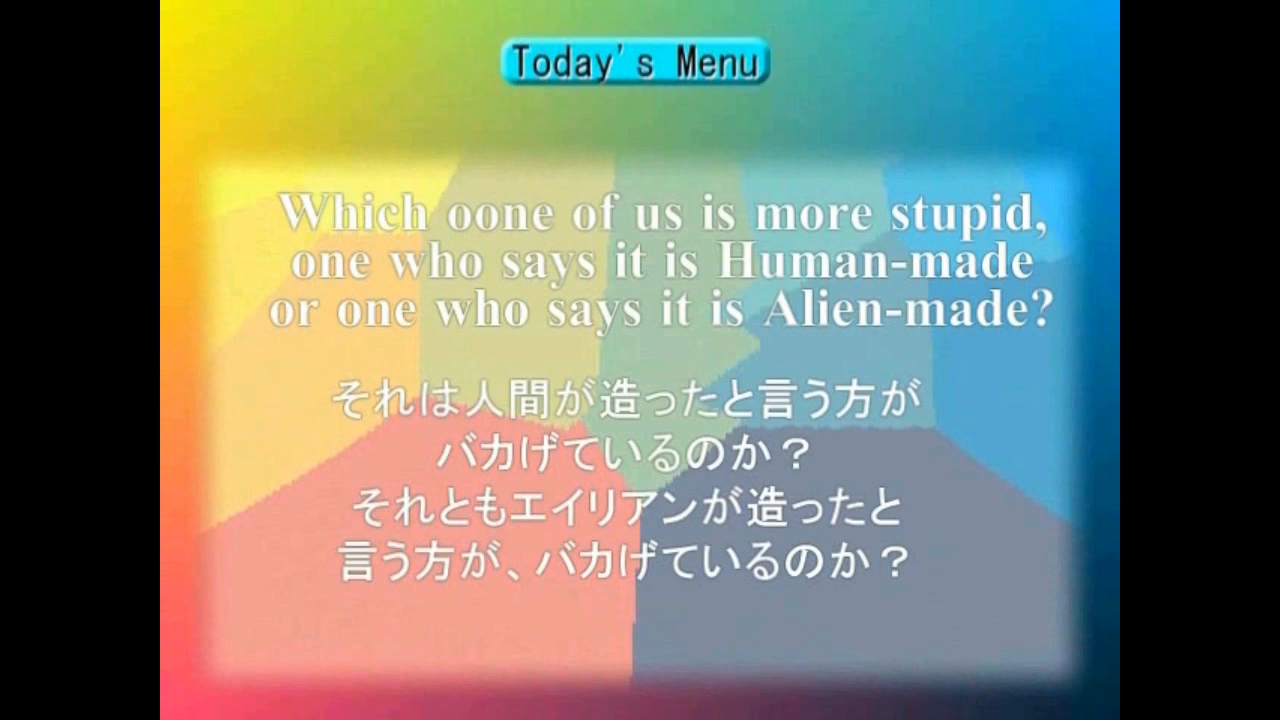 Today's Menu
Which oone of us is more stupid,
one who says it is Human-made
or one who says it is Alien-made?
それは人間が造ったと言う方が
バカげているのか？
それともエイリアンが造ったと
言う方が、バカげているのか？